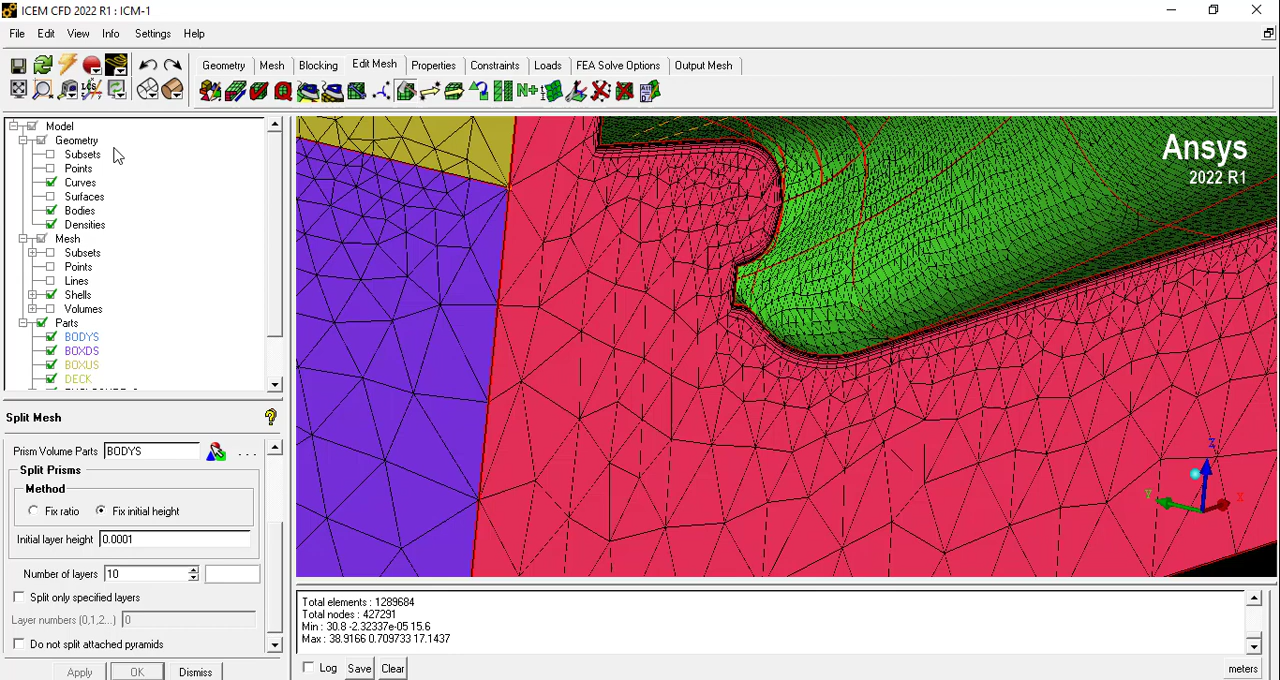 ICEM CFD 2022 R1 : ICM-1
File Edit View Info Settings Help
Geometry Mesh Blocking Edit Mesh Properties Constraints Loads FEA Solve Options Output Mesh
Model
Geometry
Subsets
Points
Curves
Surfaces
Bodies
Densities
Mesh
Subsets
Points
Lines
Shells
Volumes
Parts
BODYS
BOXDS
BOXUS
DECK
Split Mesh
Prism Volume Parts BODYS ...
Split Prisms
Method
Fix ratio Fix initial height
Initial layer height 0.0001
Number of layers 10
Split only specified layers
Layer numbers (0,1,2...) 0
Do not split attached pyramids
Apply OK Dismiss
Ansys
2022 R1
Z
Y
X
Total elements : 1289684
Total nodes : 427291
Min : 30.8 -2.32337e-05 15.6
Max : 38.9166 0.709733 17.1437
Log Save Clear
meters